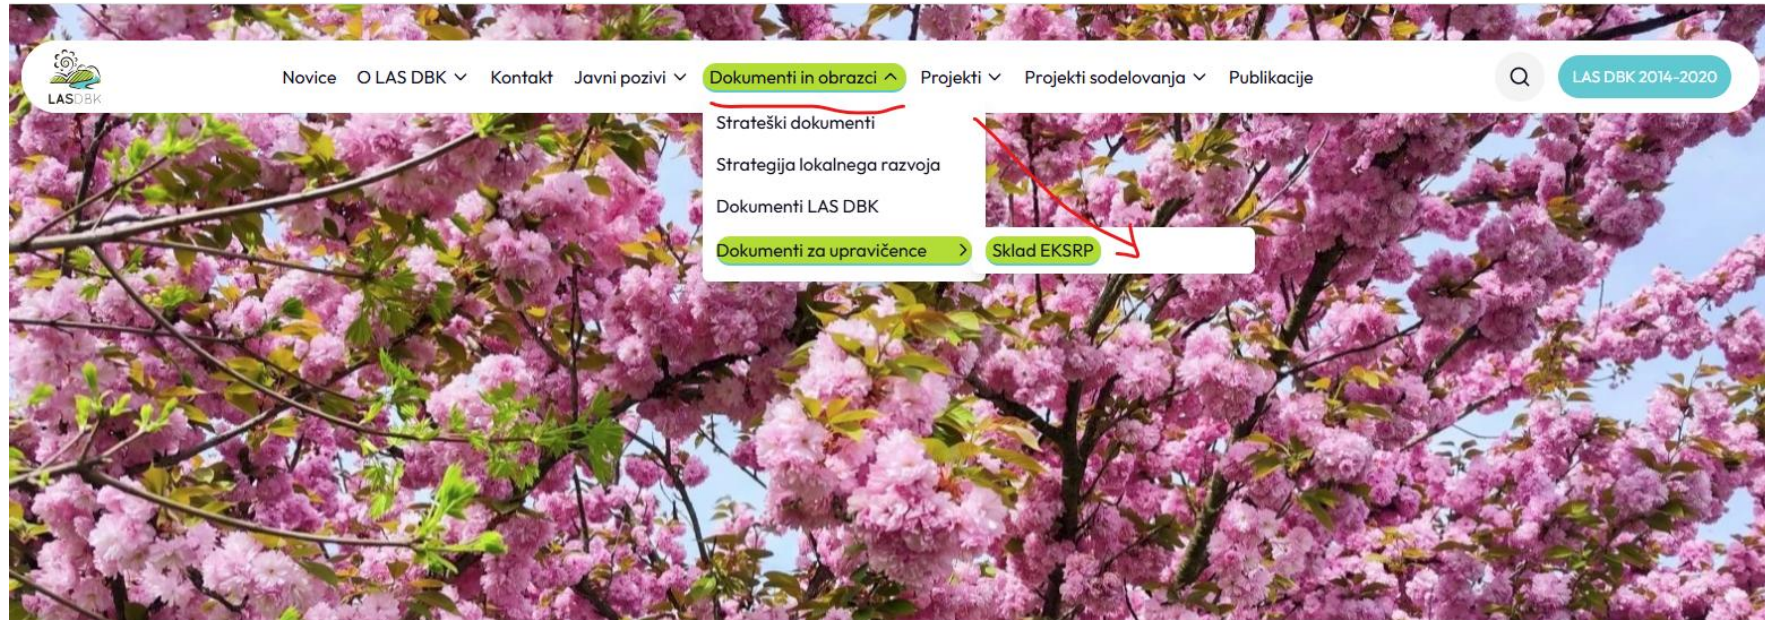 LASDBK
Novice O LAS DBK Kontakt Javni pozivi Dokumenti in obrazci Projekti Projekti sodelovanja Publikacije LAS DBK 2014-2020
Strateški dokumenti
Strategija lokalnega razvoja
Dokumenti LAS DBK
Dokumenti za upravičence Sklad EKSRP